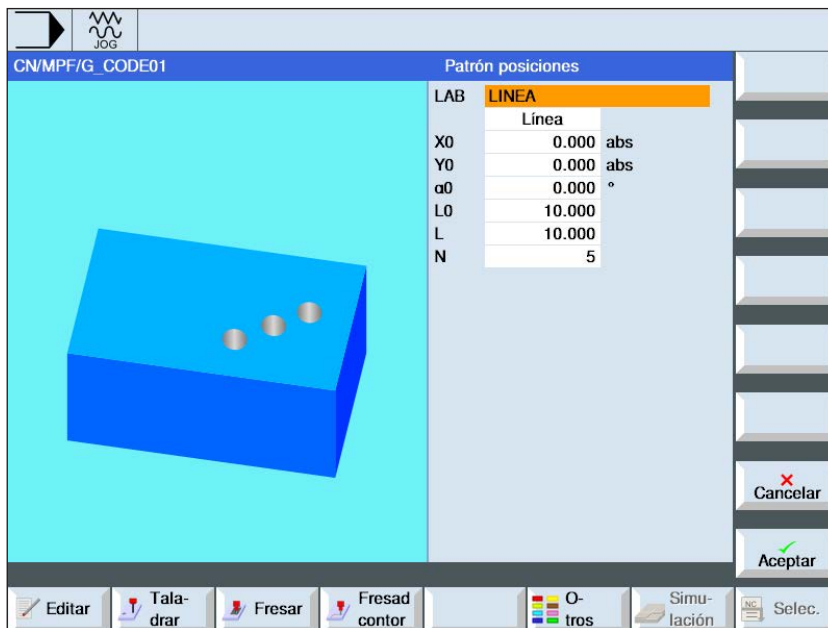 JOG
CN/MPF/G_CODE01
Patrón posiciones
LAB LINEA
Línea
X0 0.000 abs
Y0 0.000 abs
α0 0.000 °
L0 10.000
L 10.000
N 5
Cancelar
Aceptar
Editar
Tala-
drar
Fresar
Fresad
contor
O-
tros
Simu-
lación
NC
Selec.